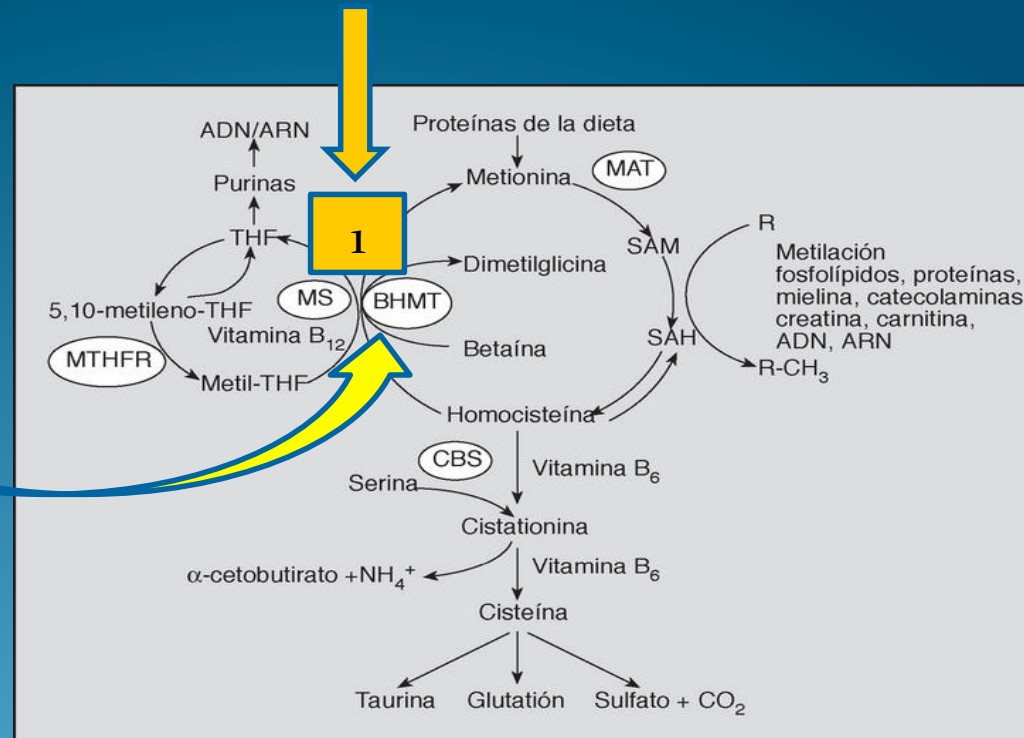 ADN/ARN
Proteínas de la dieta
Purinas
Metionina
MAT
THF
1
SAM
R
Metilación
fosfolípidos, proteínas,
mielina, catecolaminas
creatina, carnitina,
ADN, ARN
Dimetilglicina
5,10-metileno-THF
MS
BHMT
Vitamina B₁₂
MTHFR
Betaína
SAH
R-CH₃
Metil-THF
Homocisteína
CBS
Vitamina B₆
Serina
Cistationina
α-cetobutirato +NH₄⁺
Vitamina B₆
Cisteína
Taurina
Glutatión
Sulfato + CO₂